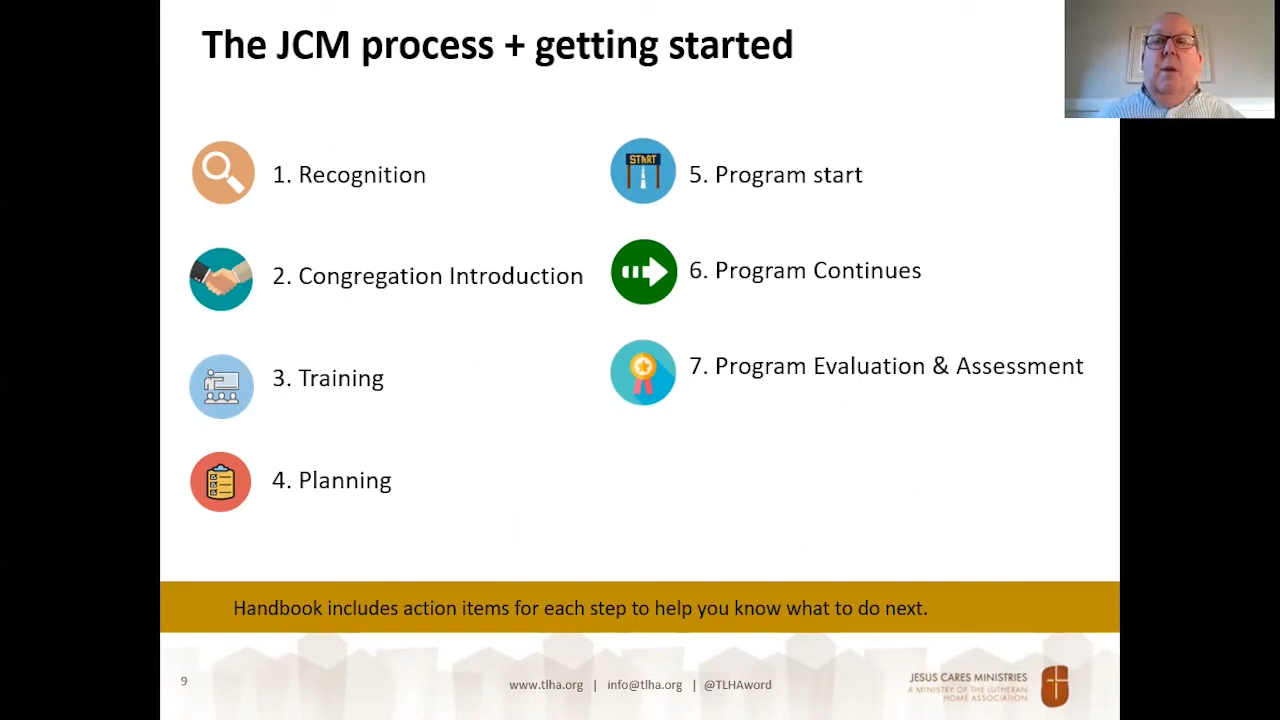 The JCM process + getting started
1. Recognition
2. Congregation Introduction
3. Training
4. Planning
START
5. Program start
6. Program Continues
7. Program Evaluation & Assessment
Handbook includes action items for each step to help you know what to do next.
9
www.tlha.org | info@tlha.org | @TLHAword
JESUS CARES MINISTRIES
A MINISTRY OF THE LUTHERAN
HOME ASSOCIATION